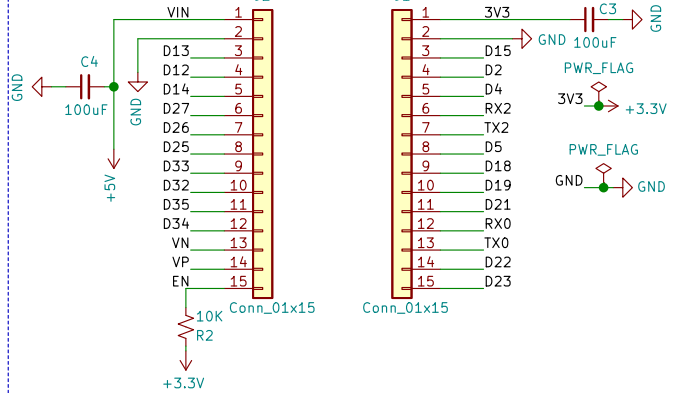 VIN 1
2
D13 3
D12 4
D14 5
D27 6
D26 7
D25 8
D33 9
D32 10
D35 11
D34 12
VN 13
VP 14
EN 15
Conn_01x15
GND
C4
100uF
GND
+5V
10K
R2
+3.3V
1 3V3
2 GND
3 D15
4 D2
5 D4
6 RX2
7 TX2
8 D5
9 D18
10 D19
11 D21
12 RX0
13 TX0
14 D22
15 D23
Conn_01x15
C3
100uF
GND
PWR_FLAG
3V3
+3.3V
PWR_FLAG
GND
GND